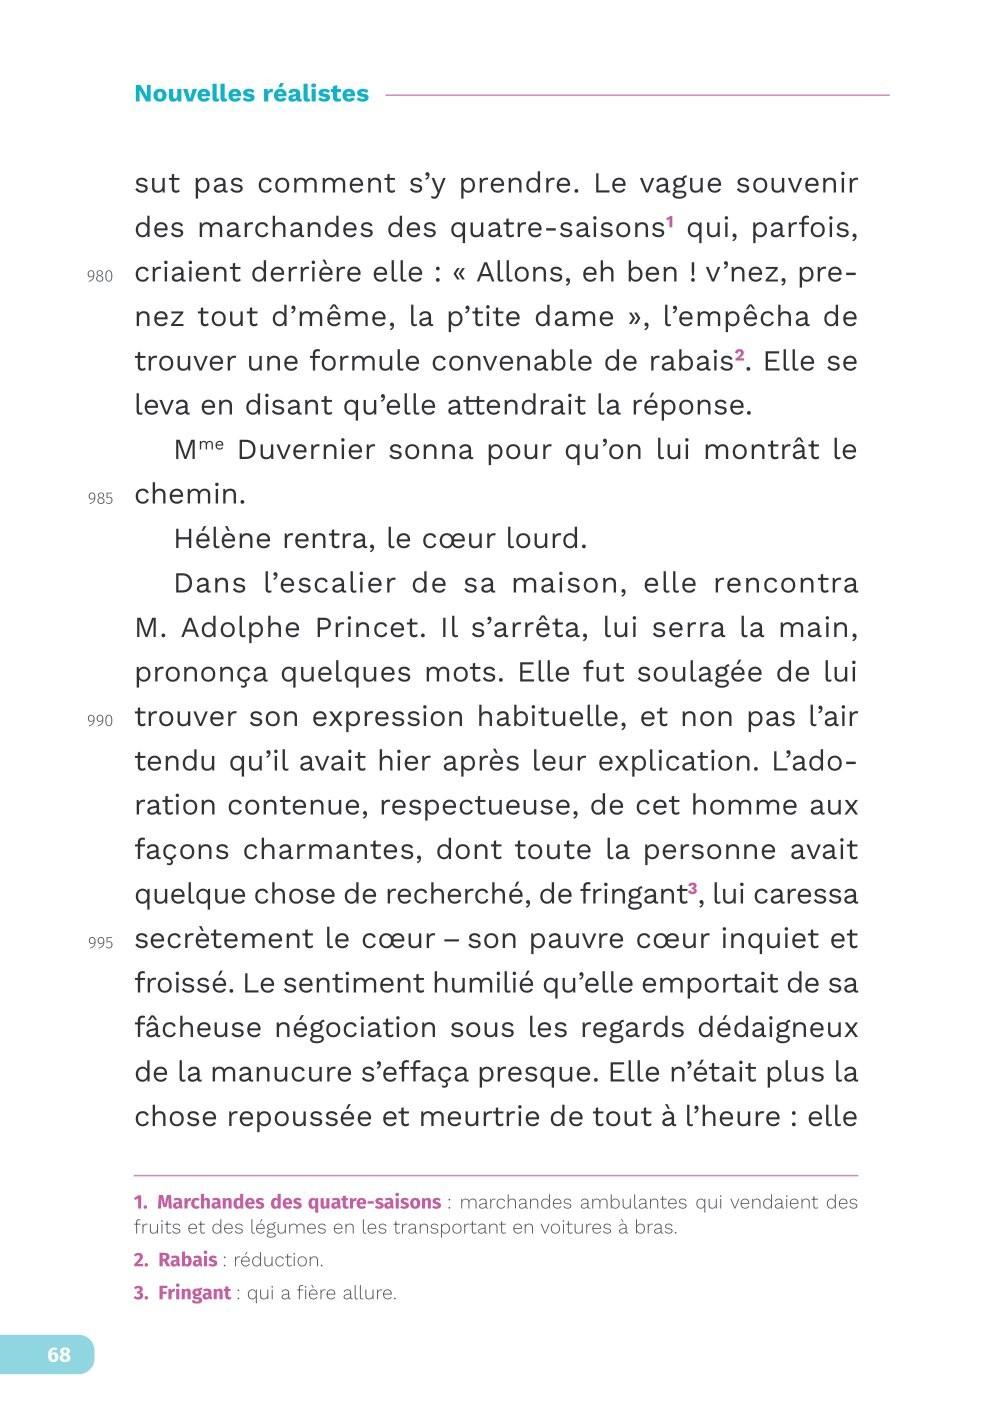 Nouvelles réalistes
sut pas comment s’y prendre. Le vague souvenir
des marchandes des quatre-saisons¹ qui, parfois,
980 criaient derrière elle : « Allons, eh ben ! v’nez, pre-
nez tout d’même, la p’tite dame », l’empêcha de
trouver une formule convenable de rabais². Elle se
leva en disant qu’elle attendrait la réponse.
Mᵐᵉ Duvernier sonna pour qu’on lui montrât le
985 chemin.
Hélène rentra, le cœur lourd.
Dans l’escalier de sa maison, elle rencontra
M. Adolphe Princet. Il s’arrêta, lui serra la main,
prononça quelques mots. Elle fut soulagée de lui
990 trouver son expression habituelle, et non pas l’air
tendu qu’il avait hier après leur explication. L’ado-
ration contenue, respectueuse, de cet homme aux
façons charmantes, dont toute la personne avait
quelque chose de recherché, de fringant³, lui caressa
995 secrètement le cœur – son pauvre cœur inquiet et
froissé. Le sentiment humilié qu’elle emportait de sa
fâcheuse négociation sous les regards dédaigneux
de la manucure s’effaça presque. Elle n’était plus la
chose repoussée et meurtrie de tout à l’heure : elle
1. Marchandes des quatre-saisons : marchandes ambulantes qui vendaient des
fruits et des légumes en les transportant en voitures à bras.
2. Rabais : réduction.
3. Fringant : qui a fière allure.
68